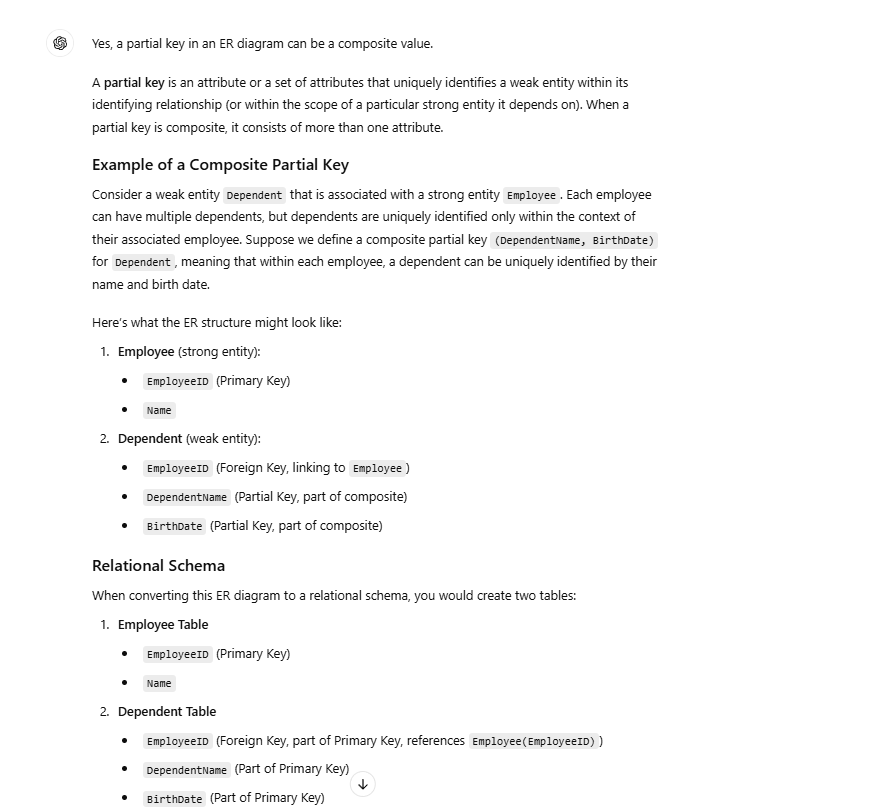 Yes, a partial key in an ER diagram can be a composite value.
A partial key is an attribute or a set of attributes that uniquely identifies a weak entity within its
identifying relationship (or within the scope of a particular strong entity it depends on). When a
partial key is composite, it consists of more than one attribute.
Example of a Composite Partial Key
Consider a weak entity Dependent that is associated with a strong entity Employee. Each employee
can have multiple dependents, but dependents are uniquely identified only within the context of
their associated employee. Suppose we define a composite partial key (DependentName, BirthDate)
for Dependent, meaning that within each employee, a dependent can be uniquely identified by their
name and birth date.
Here's what the ER structure might look like:
1. Employee (strong entity):
• EmployeeID (Primary Key)
• Name
2. Dependent (weak entity):
• EmployeeID (Foreign Key, linking to Employee)
• DependentName (Partial Key, part of composite)
• BirthDate (Partial Key, part of composite)
Relational Schema
When converting this ER diagram to a relational schema, you would create two tables:
1. Employee Table
• EmployeeID (Primary Key)
• Name
2. Dependent Table
• EmployeeID (Foreign Key, part of Primary Key, references Employee(EmployeeID))
• DependentName (Part of Primary Key)
• BirthDate (Part of Primary Key)